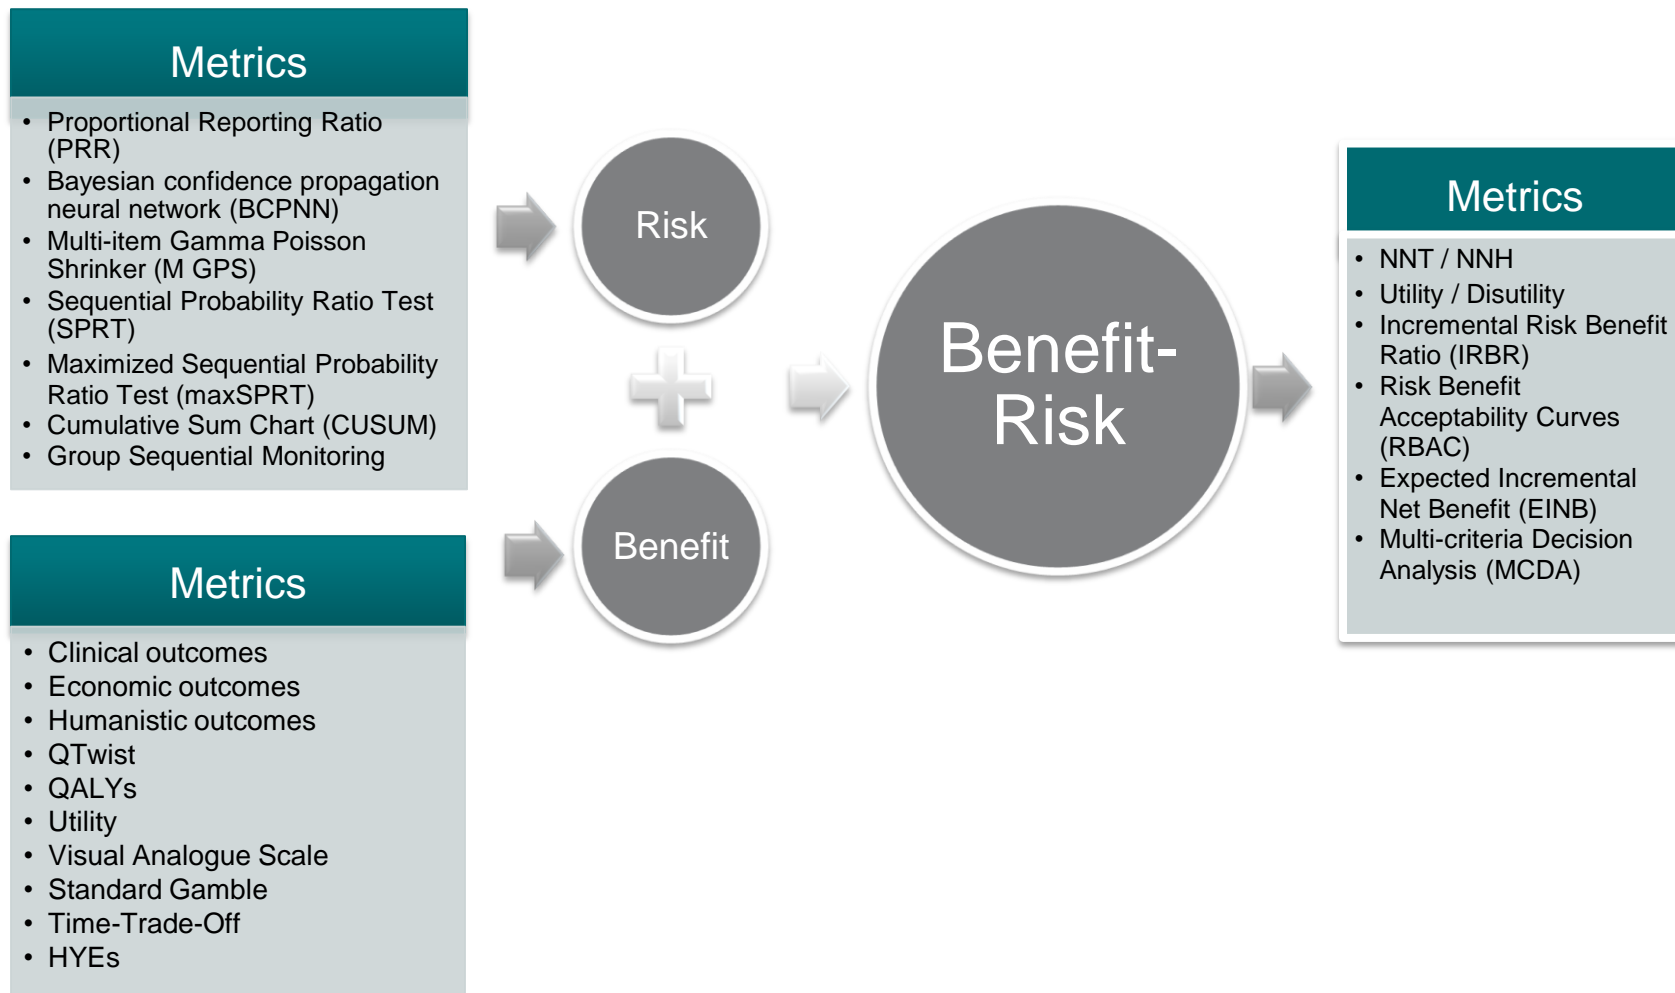 Metrics
• Proportional Reporting Ratio
(PRR)
• Bayesian confidence propagation
neural network (BCPNN)
• Multi-item Gamma Poisson
Shrinker (M GPS)
• Sequential Probability Ratio Test
(SPRT)
• Maximized Sequential Probability
Ratio Test (maxSPRT)
• Cumulative Sum Chart (CUSUM)
• Group Sequential Monitoring
Metrics
• Clinical outcomes
• Economic outcomes
• Humanistic outcomes
• QTwist
• QALYs
• Utility
• Visual Analogue Scale
• Standard Gamble
• Time-Trade-Off
• HYEs
Risk
Benefit
Benefit-
Risk
Metrics
• NNT / NNH
• Utility / Disutility
• Incremental Risk Benefit
Ratio (IRBR)
• Risk Benefit
Acceptability Curves
(RBAC)
• Expected Incremental
Net Benefit (EINB)
• Multi-criteria Decision
Analysis (MCDA)